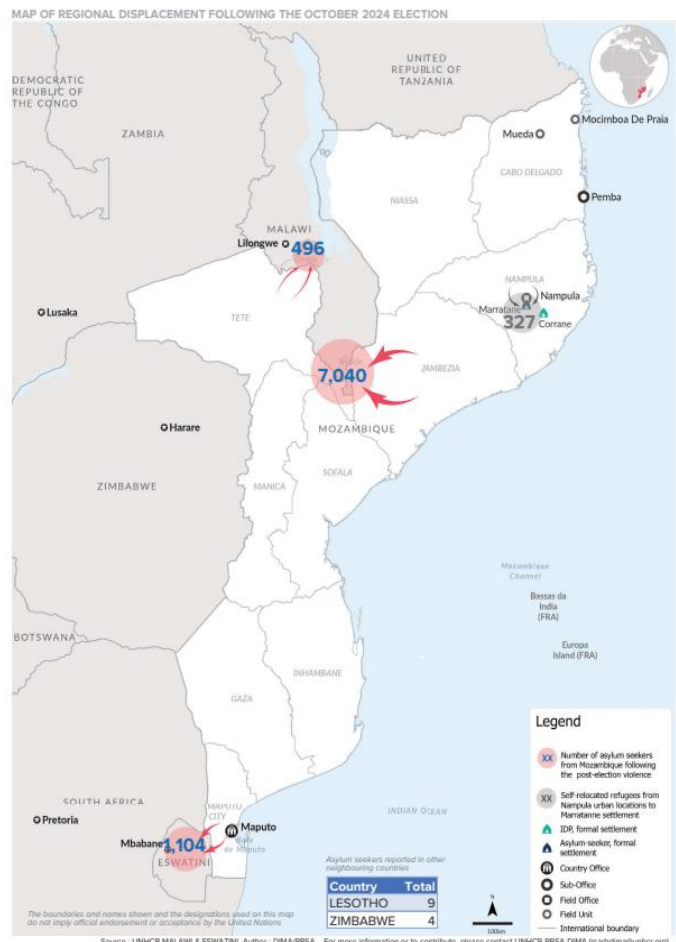 MAP OF REGIONAL DISPLACEMENT FOLLOWING THE OCTOBER 2024 ELECTION
UNITED
REPUBLIC OF
TANZANIA
DEMOCRATIC
REPUBLIC OF
THE CONGO
ZAMBIA
Mocimboa De Praia
Mueda
CABO DELGADO
NIASSA
Pemba
MALAWI
Lilongwe
496
NAMPULA
Nampula
Marratane
327
Corrane
Lusaka
TETE
7,040
ZAMBEZIA
MOZAMBIQUE
Harare
SOFALA
ZIMBABWE
MANICA
Mozambique
Channel
Bassas da
India
(FRA)
BOTSWANA
Europa
Island (FRA)
INHAMBANE
GAZA
SOUTH AFRICA
MAPUTO
CITY
Pretoria
Maputo
Mbabane
1,104
de Maputo
ESWATINI
INDIAN OCEAN
Asylum seekers reported in other
neighbouring countries
Country Total
LESOTHO 9
ZIMBABWE 4
N
100km
Legend
XX
Number of asylum seekers
from Mozambique following
the post-election violence
XX
Self-relocated refugees from
Nampula urban locations to
Marratanne settlement
IDP, formal settlement
Asylum-seeker, formal
settlement
Country Office
Sub-Office
Field Office
Field Unit
International boundary
The boundaries and names shown and the designations used on this map
do not imply official endorsement or acceptance by the United Nations